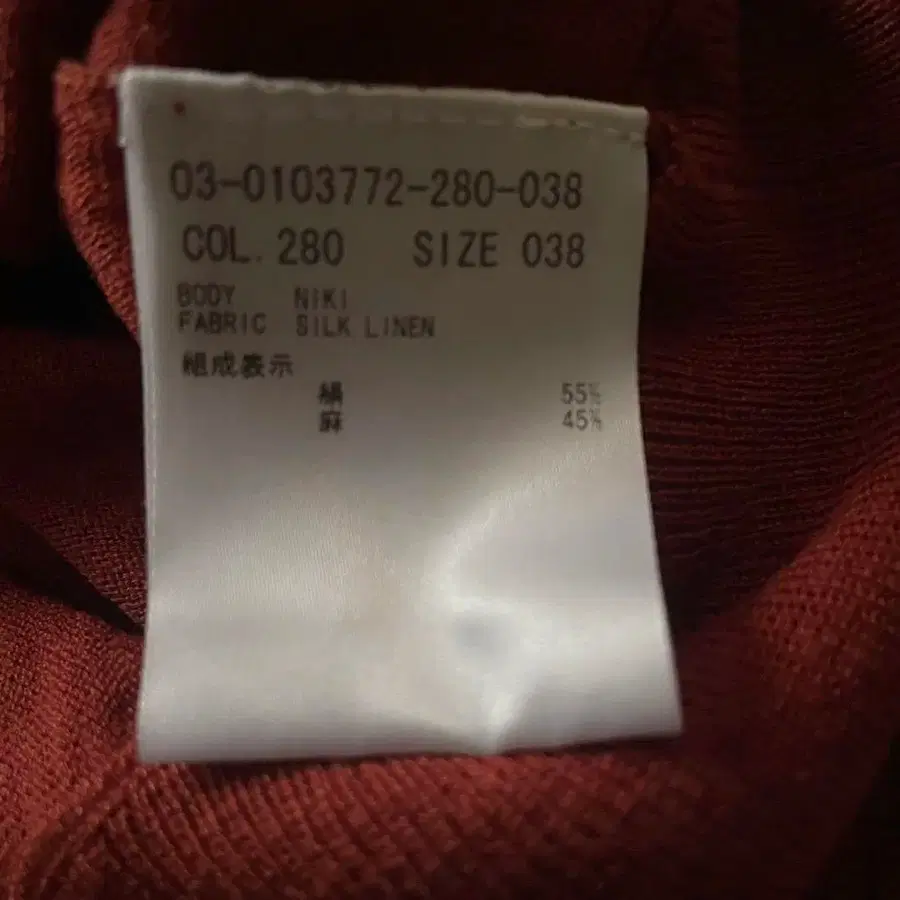 03-0103772-280-038
COL. 280 SIZE 038
BODY NIKI
FABRIC SILK LINEN
組成表示
絹 55%
麻 45%